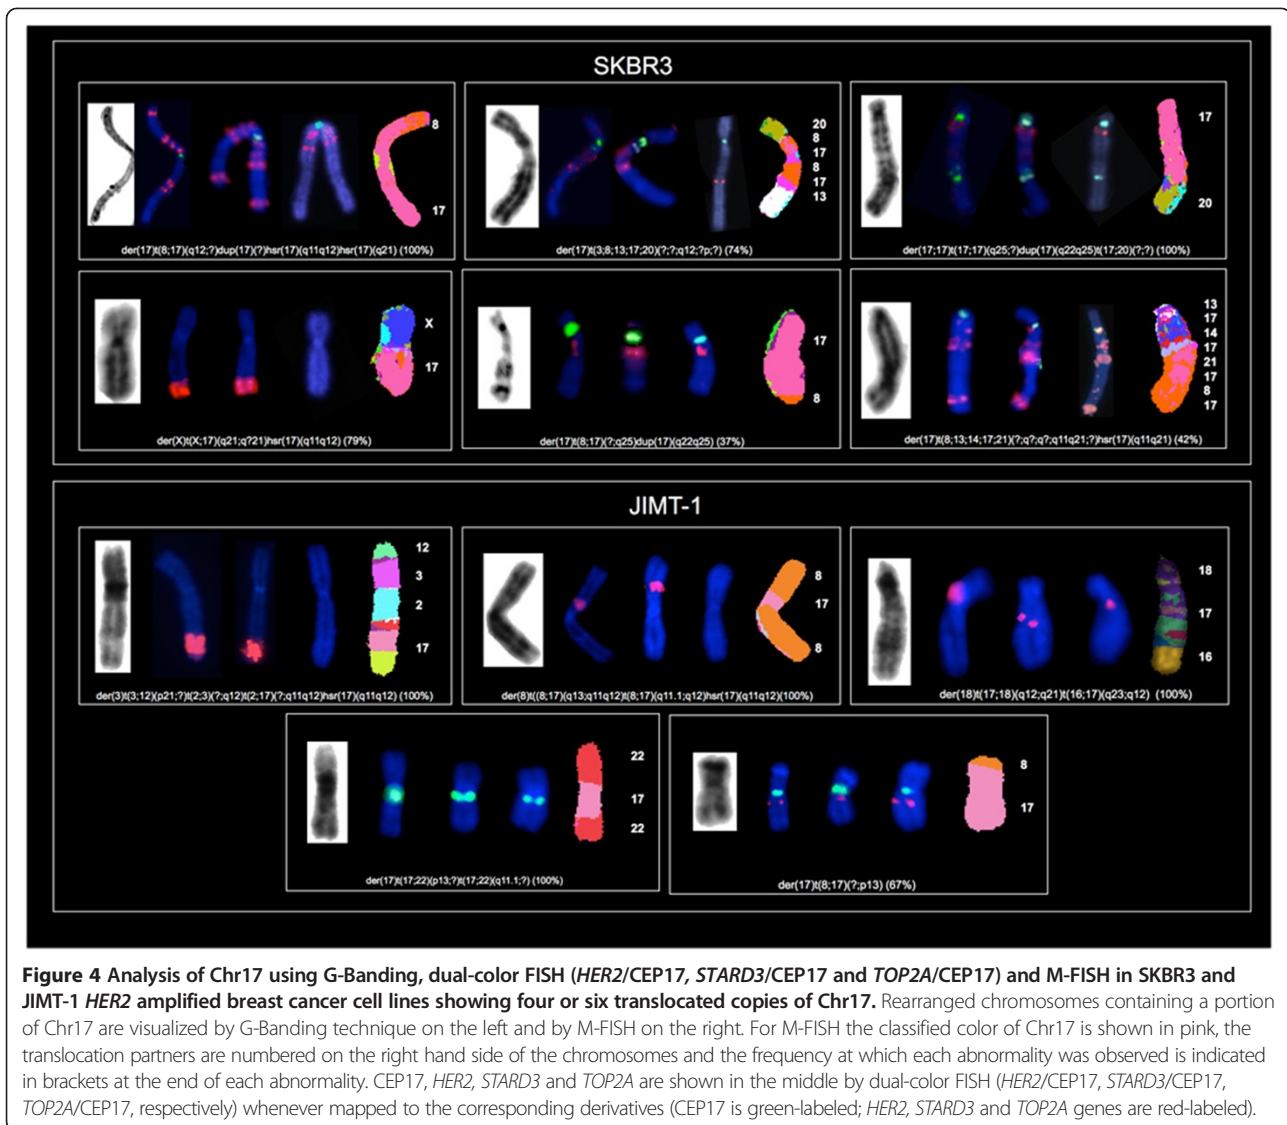 SKBR3
8
17
der(17)t(8;17)(q12;?)dup(17)(?)hsr(17)(q11q12)hsr(17)(q21) (100%)
20
8
17
8
17
13
der(17)t(3;8;13;17;20)(?;?;q12;?p;?) (74%)
17
20
der(17;17)t(17;17)(q25;?)dup(17)(q22q25)t(17;20)(?;?) (100%)
X
17
der(X)t(X;17)(q21;q?21)hsr(17)(q11q12) (79%)
17
8
der(17)t(8;17)(?;q25)dup(17)(q22q25) (37%)
13
17
14
17
21
17
8
17
der(17)t(8;13;14;17;21)(?;q?;q?;q11q21;?)hsr(17)(q11q21) (42%)
JIMT-1
12
3
2
17
der(3)t(3;12)(p21;?)t(2;3)(?;q12)t(2;17)(?;q11q12)hsr(17)(q11q12) (100%)
8
17
8
der(8)t((8;17)(q13;q11q12)t(8;17)(q11.1;q12)hsr(17)(q11q12)(100%)
18
17
16
der(18)t(17;18)(q12;q21)t(16;17)(q23;q12) (100%)
22
17
22
der(17)t(17;22)(p13;?)t(17;22)(q11.1;?) (100%)
8
17
der(17)t(8;17)(?;p13) (67%)
Figure 4 Analysis of Chr17 using G-Banding, dual-color FISH (HER2/CEP17, STARD3/CEP17 and TOP2A/CEP17) and M-FISH in SKBR3 and
JIMT-1 HER2 amplified breast cancer cell lines showing four or six translocated copies of Chr17. Rearranged chromosomes containing a portion
of Chr17 are visualized by G-Banding technique on the left and by M-FISH on the right. For M-FISH the classified color of Chr17 is shown in pink, the
translocation partners are numbered on the right hand side of the chromosomes and the frequency at which each abnormality was observed is indicated
in brackets at the end of each abnormality. CEP17, HER2, STARD3 and TOP2A are shown in the middle by dual-color FISH (HER2/CEP17, STARD3/CEP17,
TOP2A/CEP17, respectively) whenever mapped to the corresponding derivatives (CEP17 is green-labeled; HER2, STARD3 and TOP2A genes are red-labeled).